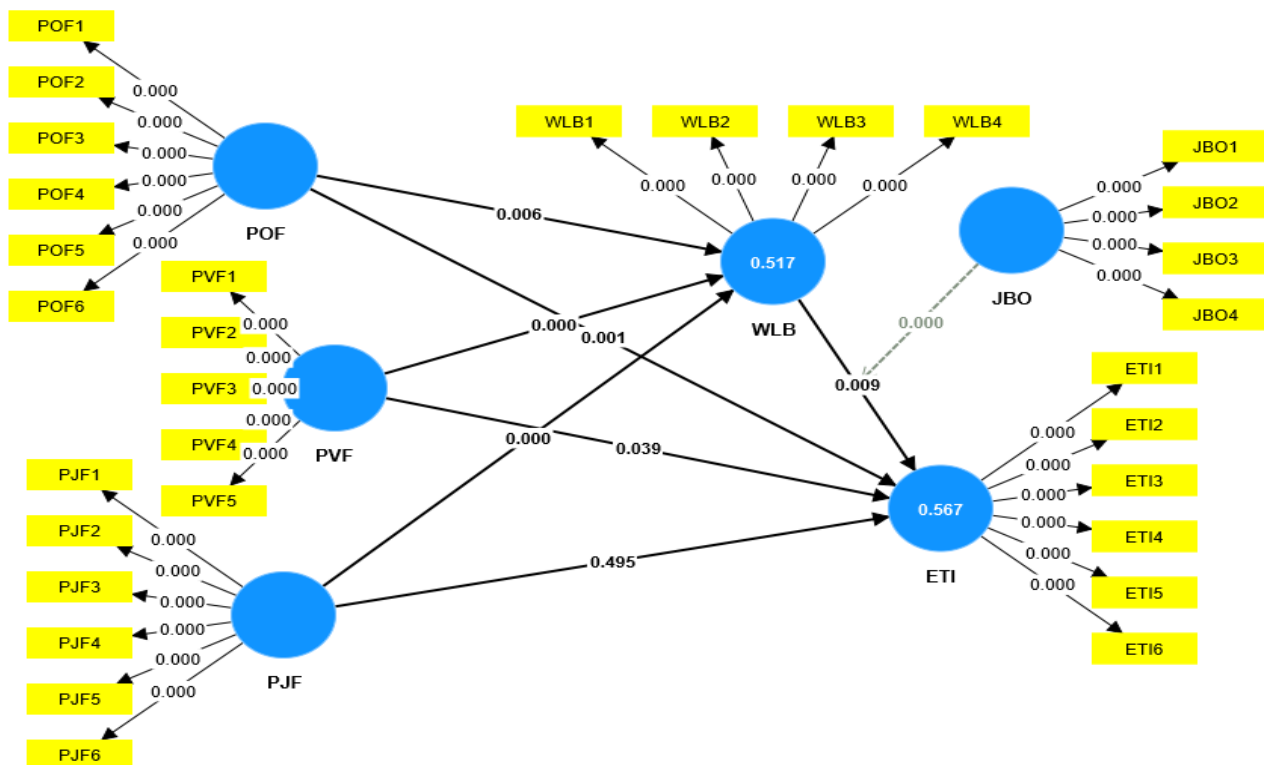 POF1
POF2
POF3
POF4
POF5
POF6
0.000
0.000
0.000
0.000
0.000
0.000
POF
PVF1
PVF2
PVF3
PVF4
PVF5
0.000
0.000
0.000
0.000
0.000
PVF
PJF1
PJF2
PJF3
PJF4
PJF5
PJF6
0.000
0.000
0.000
0.000
0.000
0.000
PJF
0.006
0.001
0.000
0.039
0.000
0.495
WLB1
WLB2
WLB3
WLB4
0.000
0.000
0.000
0.000
0.517
WLB
0.009
0.000
JBO
JBO1
JBO2
JBO3
JBO4
0.000
0.000
0.000
0.000
0.567
ETI
ETI1
ETI2
ETI3
ETI4
ETI5
ETI6
0.000
0.000
0.000
0.000
0.000
0.000